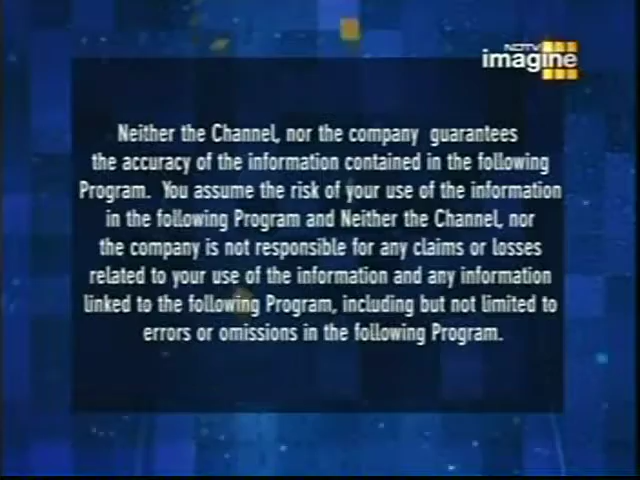 NDTV
imagine
Neither the Channel, nor the company guarantees
the accuracy of the information contained in the following
Program. You assume the risk of your use of the information
in the following Program and Neither the Channel, nor
the company is not responsible for any claims or losses
related to your use of the information and any information
linked to the following Program, including but not limited to
errors or omissions in the following Program.